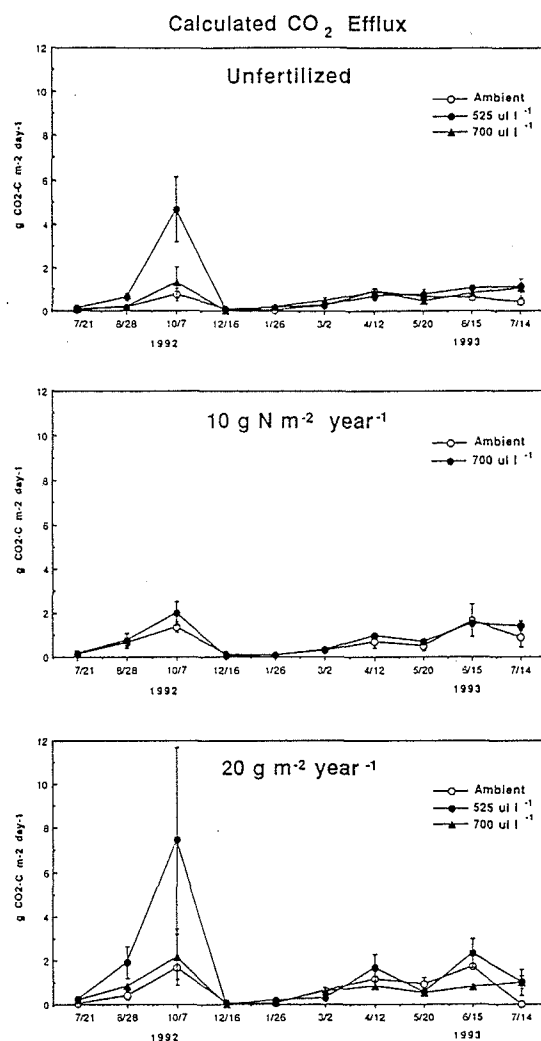 Calculated CO2 Efflux
Unfertilized
Ambient
525 ul l -1
700 ul l -1
g CO2-C m-2 day-1
12
10
8
6
4
2
0
7/21 8/28 10/7 12/16 1/26 3/2 4/12 5/20 6/15 7/14
1992 1993
10 g N m-2 year-1
Ambient
700 ul l -1
g CO2-C m-2 day-1
12
10
8
6
4
2
0
7/21 8/28 10/7 12/16 1/26 3/2 4/12 5/20 6/15 7/14
1992 1993
20 g m-2 year -1
Ambient
525 ul l -1
700 ul l -1
g CO2-C m-2 day-1
12
10
8
6
4
2
0
7/21 8/28 10/7 12/16 1/26 3/2 4/12 5/20 6/15 7/14
1992 1993